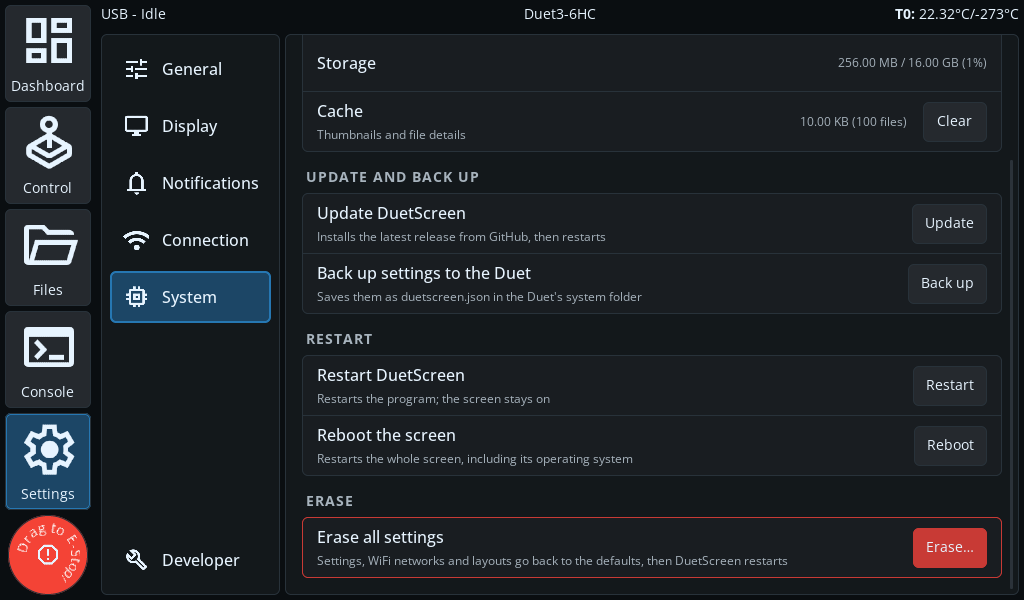 USB - Idle
Duet3-6HC
T0: 22.32°C/-273°C
Dashboard
Control
Files
Console
Settings
Drag to E-Stop!
General
Display
Notifications
Connection
System
Developer
Storage
256.00 MB / 16.00 GB (1%)
Cache
Thumbnails and file details
10.00 KB (100 files)
Clear
UPDATE AND BACK UP
Update DuetScreen
Installs the latest release from GitHub, then restarts
Update
Back up settings to the Duet
Saves them as duetscreen.json in the Duet's system folder
Back up
RESTART
Restart DuetScreen
Restarts the program; the screen stays on
Restart
Reboot the screen
Restarts the whole screen, including its operating system
Reboot
ERASE
Erase all settings
Settings, WiFi networks and layouts go back to the defaults, then DuetScreen restarts
Erase...